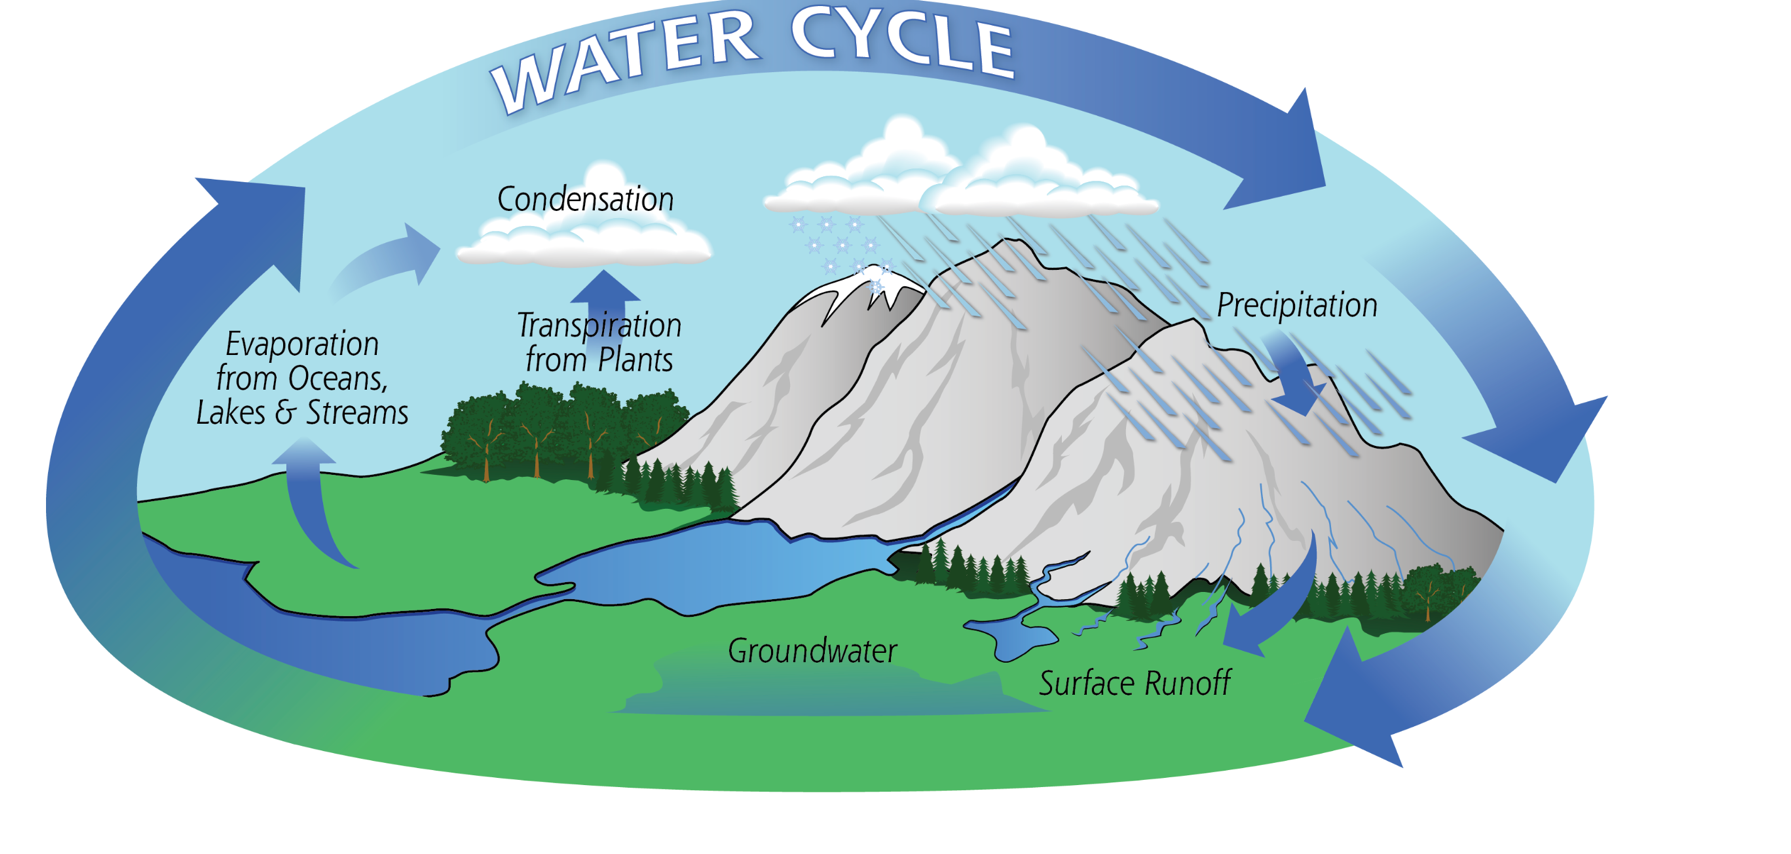 WATER CYCLE
Condensation
Precipitation
Transpiration
from Plants
Evaporation
from Oceans,
Lakes & Streams
Groundwater
Surface Runoff